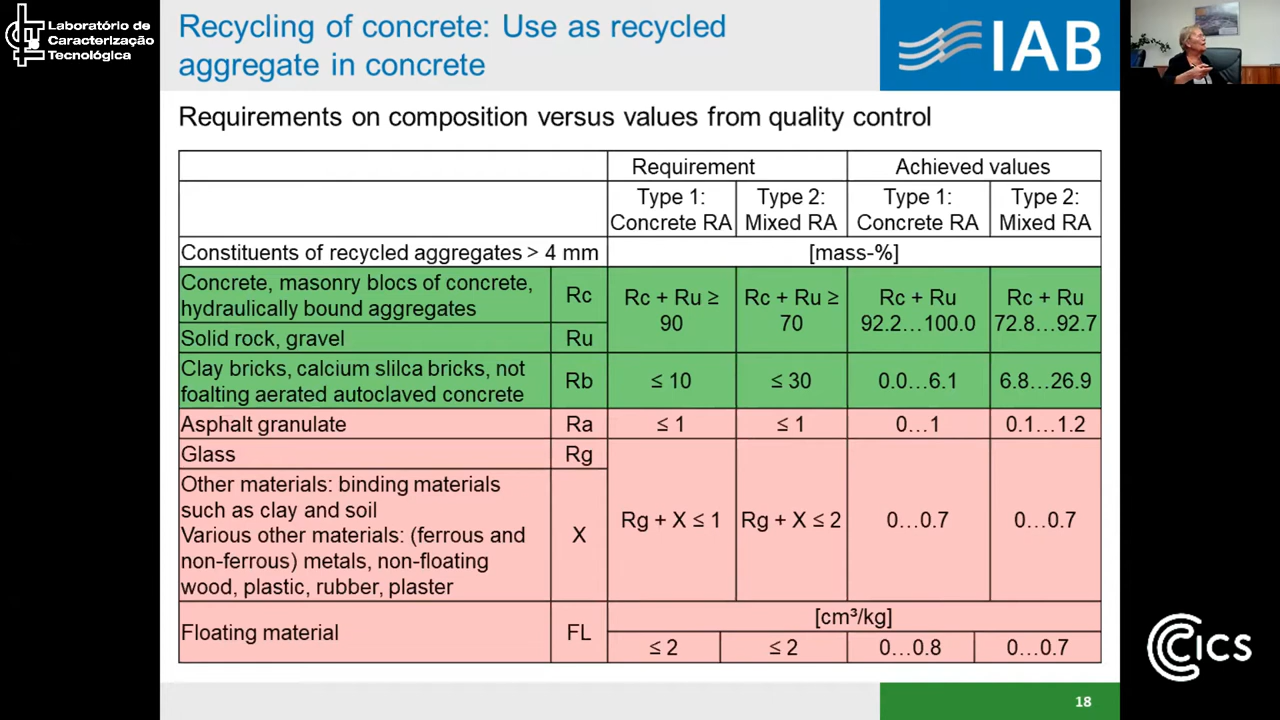 Laboratório de
Caracterização
Tecnológica
Recycling of concrete: Use as recycled
aggregate in concrete
IAB
Requirements on composition versus values from quality control
Requirement
Achieved values
Type 1:
Concrete RA
Type 2:
Mixed RA
Type 1:
Concrete RA
Type 2:
Mixed RA
Constituents of recycled aggregates > 4 mm
[mass-%]
Concrete, masonry blocs of concrete,
hydraulically bound aggregates
Rc
Rc + Ru ≥
90
Rc + Ru ≥
70
Rc + Ru
92.2…100.0
Rc + Ru
72.8…92.7
Solid rock, gravel
Ru
Clay bricks, calcium slilca bricks, not
foalting aerated autoclaved concrete
Rb
≤ 10
≤ 30
0.0…6.1
6.8…26.9
Asphalt granulate
Ra
≤ 1
≤ 1
0…1
0.1…1.2
Glass
Rg
Other materials: binding materials
such as clay and soil
Various other materials: (ferrous and
non-ferrous) metals, non-floating
wood, plastic, rubber, plaster
X
Rg + X ≤ 1
Rg + X ≤ 2
0…0.7
0…0.7
Floating material
FL
[cm³/kg]
≤ 2
≤ 2
0…0.8
0…0.7
CICS
18